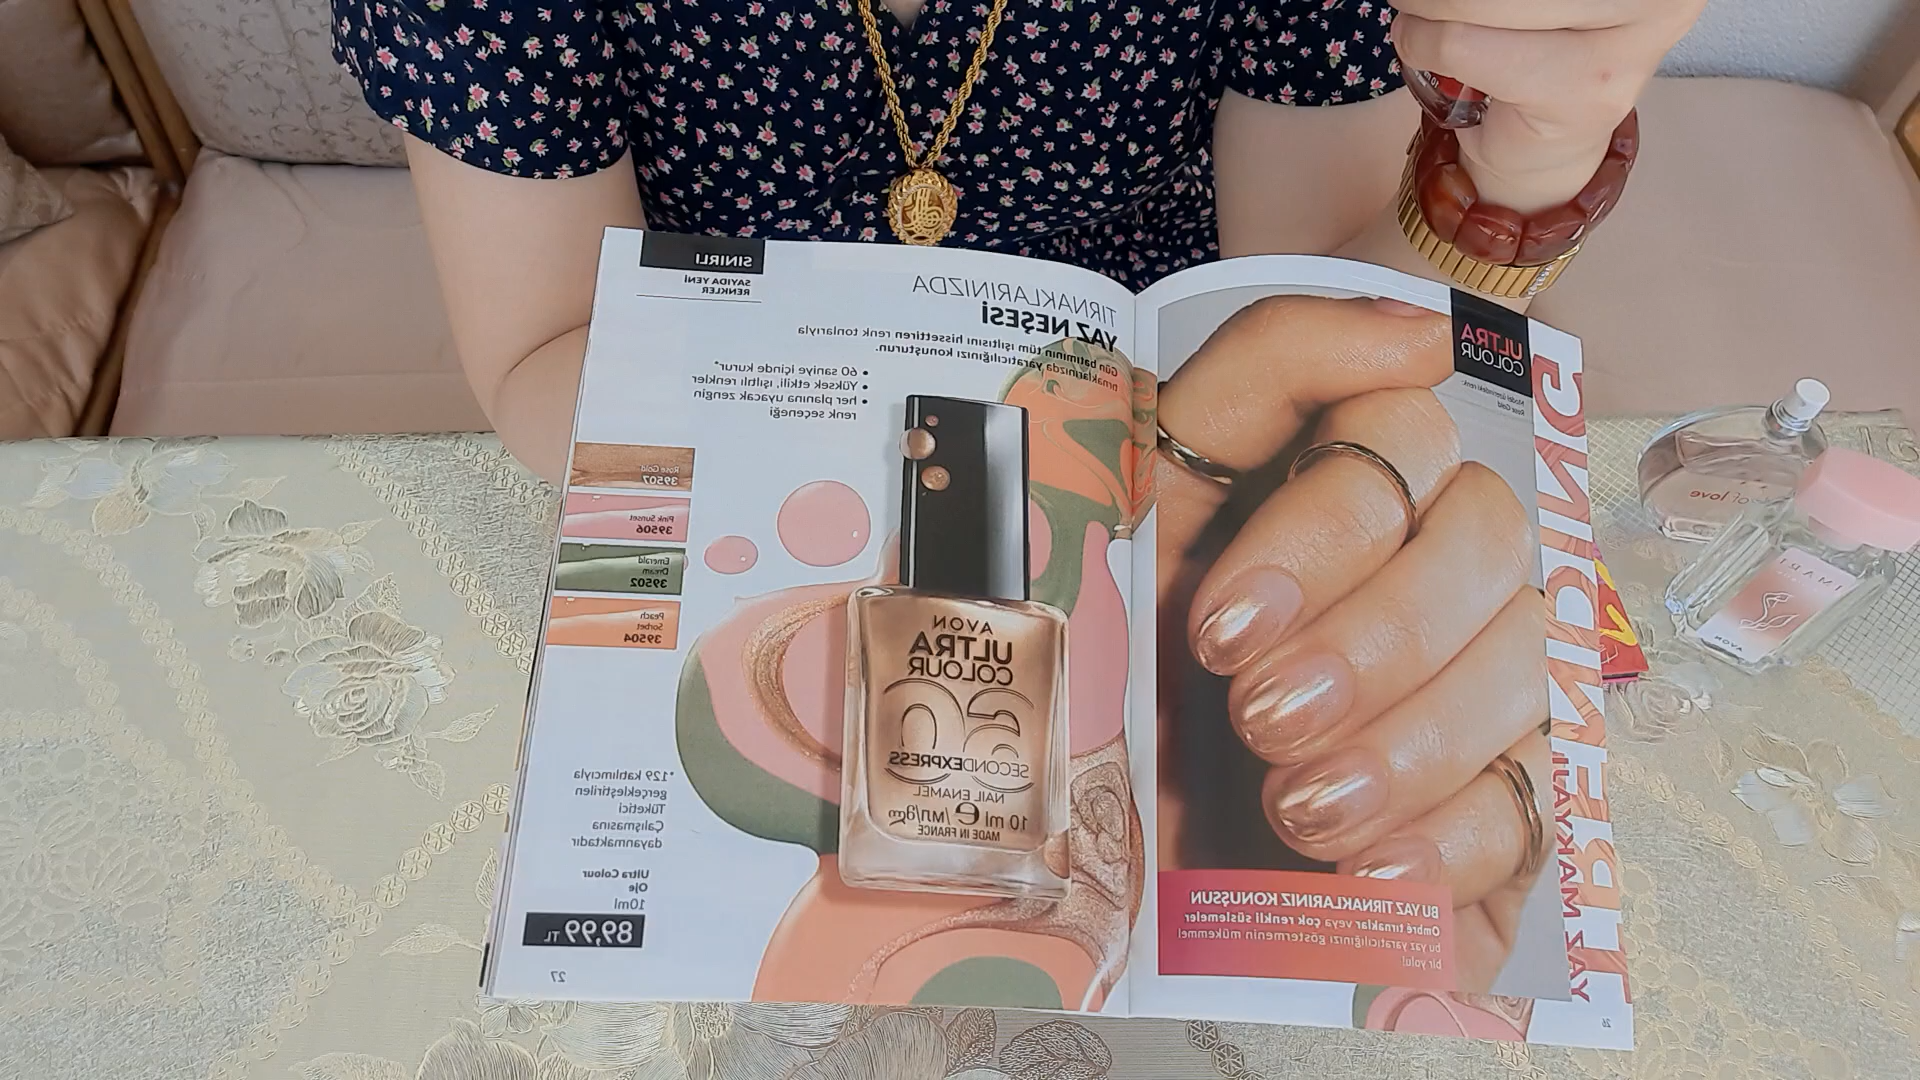 SINIRLI
SAYIDA YENİ
RENKLER
TIRNAKLARINIZDA
YAZ NEŞESİ
Gün batımının tüm ışıltısını hissettiren renk tonlarıyla
tırnaklarınızda yaratıcılığınızı konuşturun.
• 60 saniye içinde kurur*
• Yüksek etkili, ışıltılı renkler
• her planına uyacak zengin
renk seçeneği
Rose Gold
39507
Pink Sunset
39506
Emerald
Dream
39502
Peach
Sorbet
39504
AVON
ULTRA
COLOUR
60
SECONDEXPRESS
NAIL ENAMEL
10 ml e
MADE IN FRANCE
*129 katılımcıyla
gerçekleştirilen
Tüketici
Çalışmasına
dayanmaktadır
Ultra Colour
Oje
10ml
89,99 TL
27
ULTRA
COLOUR
Model üzerindeki renk:
Rose Gold
BU YAZ TIRNAKLARINIZ KONUŞSUN
Ombré tırnaklar veya çok renkli süslemeler
bu yaz yaratıcılığınızı göstermenin mükemmel
bir yolu!
YAZ MAKYAJI
26
of love
IMARI
AVON